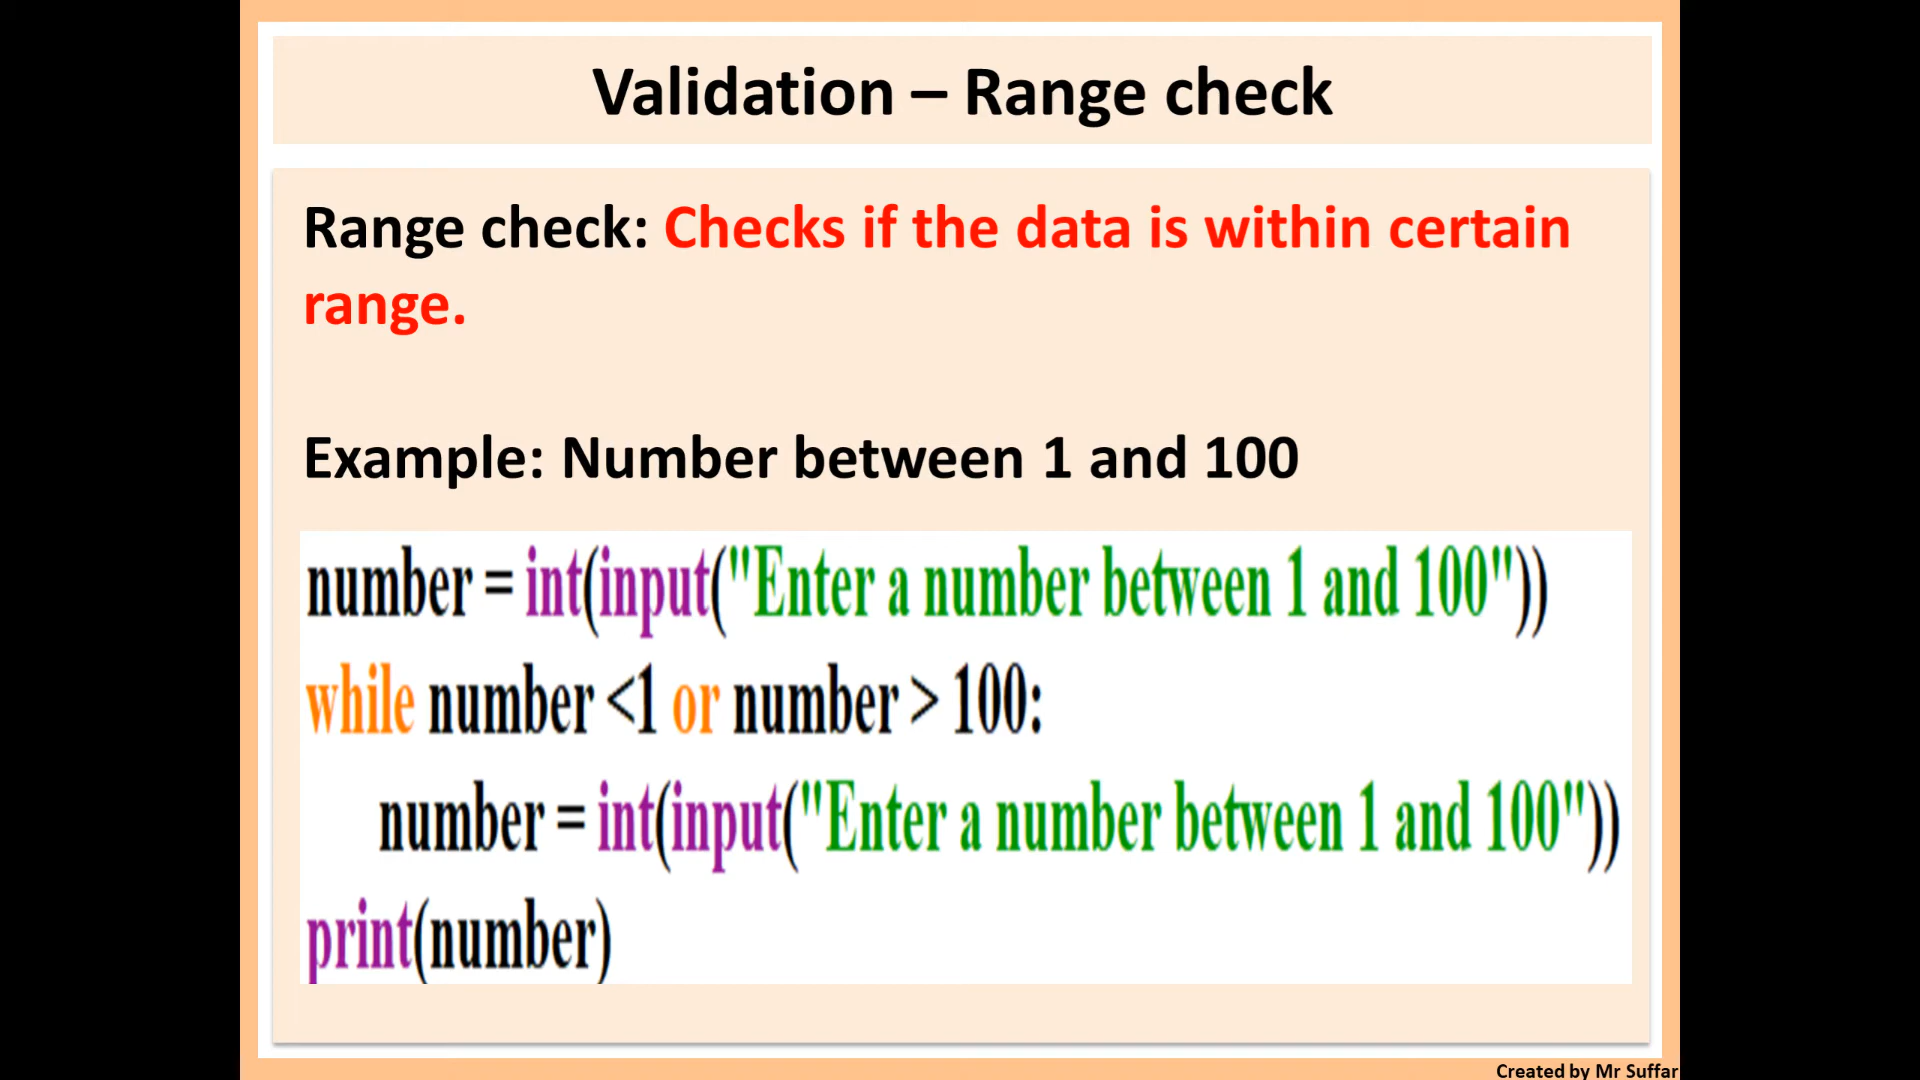 Validation – Range check
Range check: Checks if the data is within certain
range.
Example: Number between 1 and 100
number = int(input("Enter a number between 1 and 100"))
while number <1 or number > 100:
    number = int(input("Enter a number between 1 and 100"))
print(number)
Created by Mr Suffar